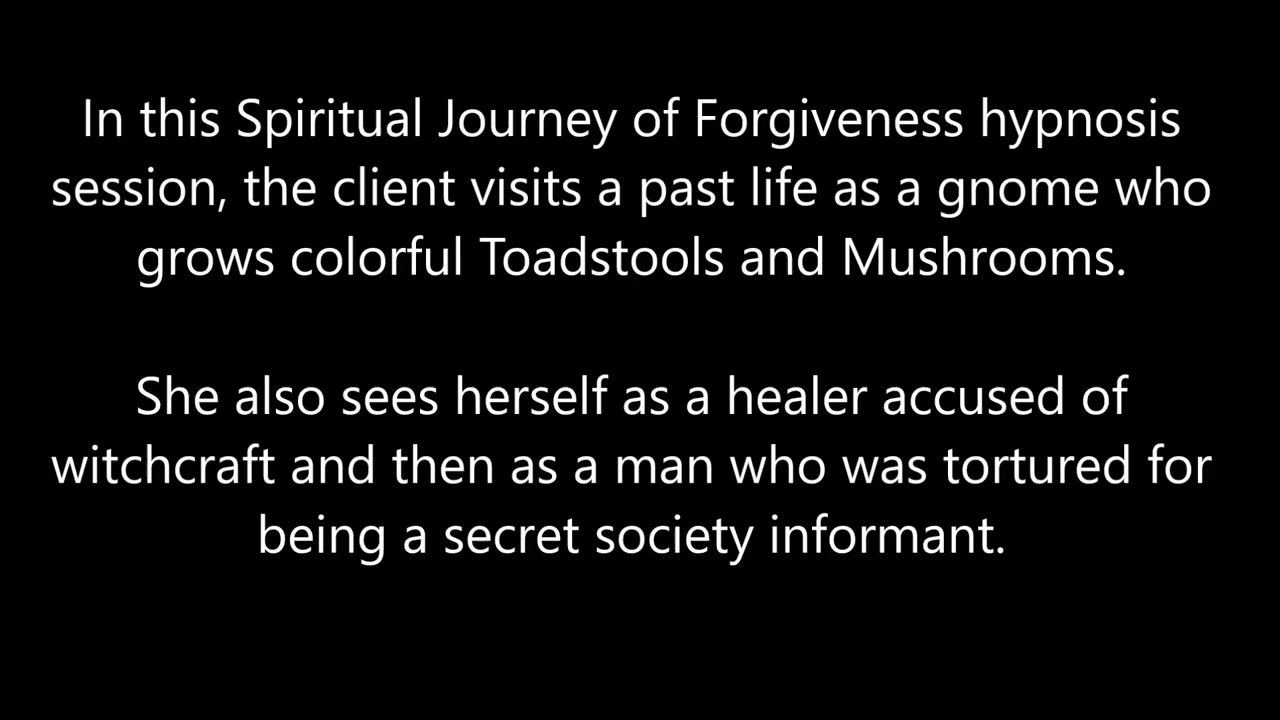 In this Spiritual Journey of Forgiveness hypnosis
session, the client visits a past life as a gnome who
grows colorful Toadstools and Mushrooms.
She also sees herself as a healer accused of
witchcraft and then as a man who was tortured for
being a secret society informant.